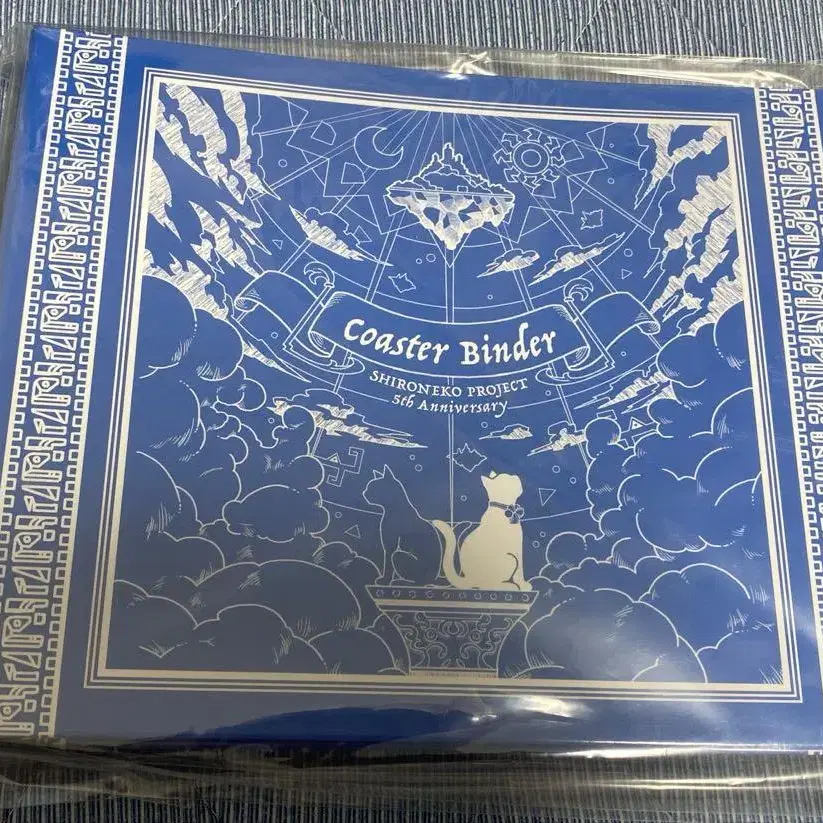 Coaster Binder
SHIRONEKO PROJECT
5th Anniversary